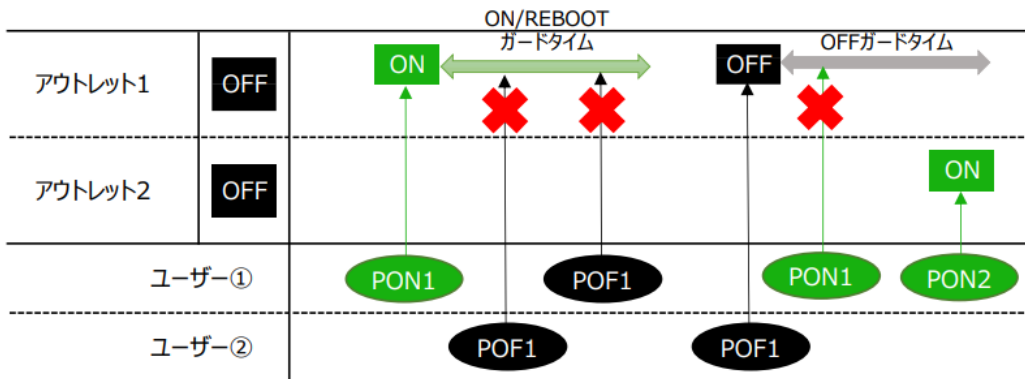 ON/REBOOT
ガードタイム
OFFガードタイム
アウトレット1
OFF
ON
OFF
アウトレット2
OFF
ON
ユーザー①
PON1
POF1
PON1
PON2
ユーザー②
POF1
POF1